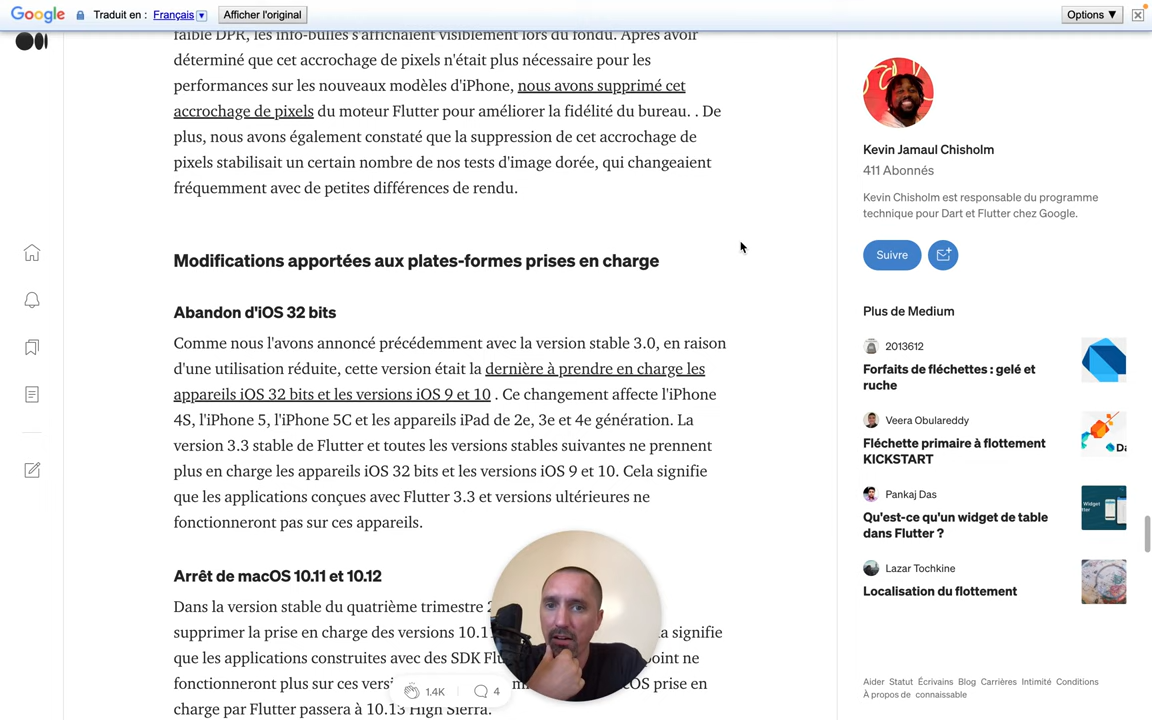 Google Traduit en : Français ▼ Afficher l'original Options ▼
faible DPR, les info-bulles s'affichaient visiblement lors du fondu. Après avoir
déterminé que cet accrochage de pixels n'était plus nécessaire pour les
performances sur les nouveaux modèles d'iPhone, nous avons supprimé cet
accrochage de pixels du moteur Flutter pour améliorer la fidélité du bureau. . De
plus, nous avons également constaté que la suppression de cet accrochage de
pixels stabilisait un certain nombre de nos tests d'image dorée, qui changeaient
fréquemment avec de petites différences de rendu.
Modifications apportées aux plates-formes prises en charge
Abandon d'iOS 32 bits
Comme nous l'avons annoncé précédemment avec la version stable 3.0, en raison
d'une utilisation réduite, cette version était la dernière à prendre en charge les
appareils iOS 32 bits et les versions iOS 9 et 10 . Ce changement affecte l'iPhone
4S, l'iPhone 5, l'iPhone 5C et les appareils iPad de 2e, 3e et 4e génération. La
version 3.3 stable de Flutter et toutes les versions stables suivantes ne prennent
plus en charge les appareils iOS 32 bits et les versions iOS 9 et 10. Cela signifie
que les applications conçues avec Flutter 3.3 et versions ultérieures ne
fonctionneront pas sur ces appareils.
Arrêt de macOS 10.11 et 10.12
Dans la version stable du quatrième trimestre
supprimer la prise en charge des versions signifie
que les applications construites avec des SDK ne
fonctionneront plus sur ces prise en
charge par Flutter passera à 10.13 High Sierra.
1.4K 4
Kevin Jamaul Chisholm
411 Abonnés
Kevin Chisholm est responsable du programme
technique pour Dart et Flutter chez Google.
Suivre
Plus de Medium
2013612
Forfaits de fléchettes : gelé et
ruche
Veera Obulareddy
Fléchette primaire à flottement
KICKSTART
Pankaj Das
Qu'est-ce qu'un widget de table
dans Flutter ?
Lazar Tochkine
Localisation du flottement
Aider Statut Écrivains Blog Carrières Intimité Conditions
À propos de connaissable